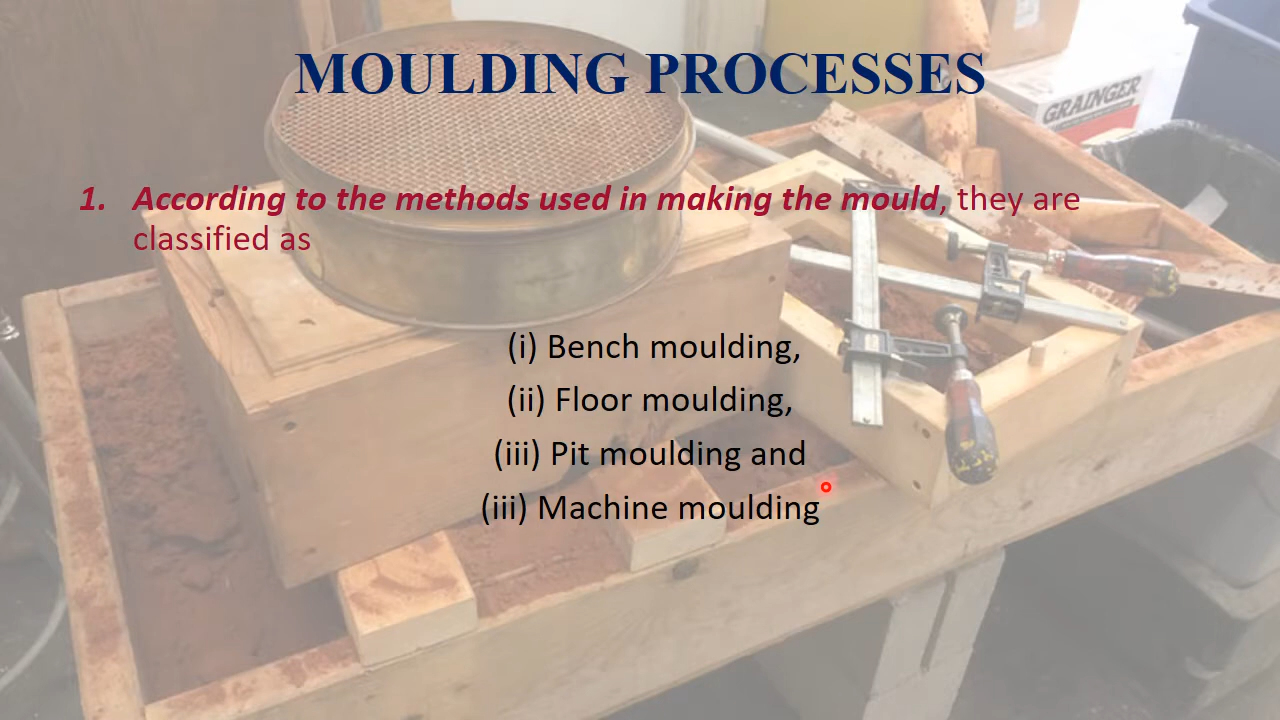 MOULDING PROCESSES
GRAINGER
1. According to the methods used in making the mould, they are
classified as
(i) Bench moulding,
(ii) Floor moulding,
(iii) Pit moulding and
(iii) Machine moulding